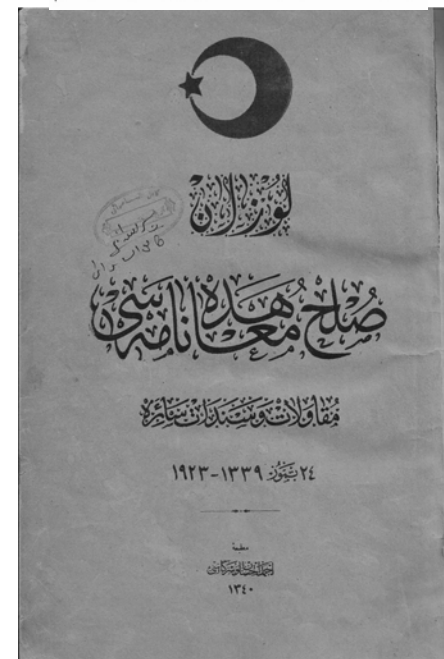 لوزان
صلح معاهده‌نامه‌سی
مقاولات و سندات سائره
٢٤ تموز ١٣٣٩-١٩٢٣
مطبعهٔ
احمد احسان و شركاسی
١٣٤٠